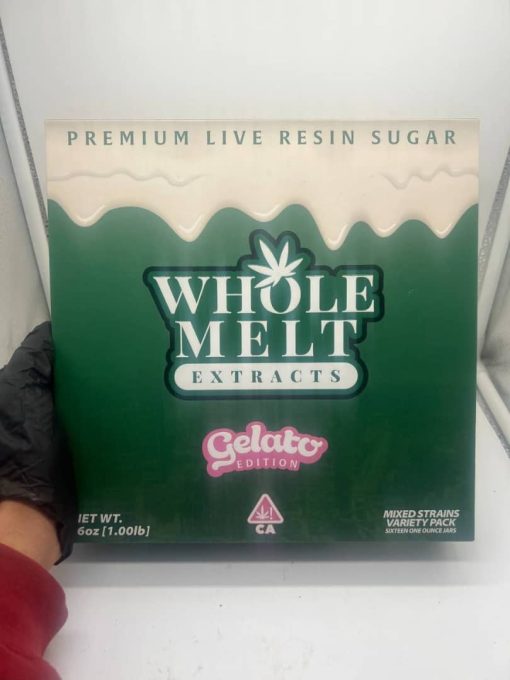 PREMIUM LIVE RESIN SUGAR
WHOLE
MELT
EXTRACTS
Gelato
EDITION
NET WT.
6oz [1.00lb]
CA
MIXED STRAINS
VARIETY PACK
SIXTEEN ONE OUNCE JARS